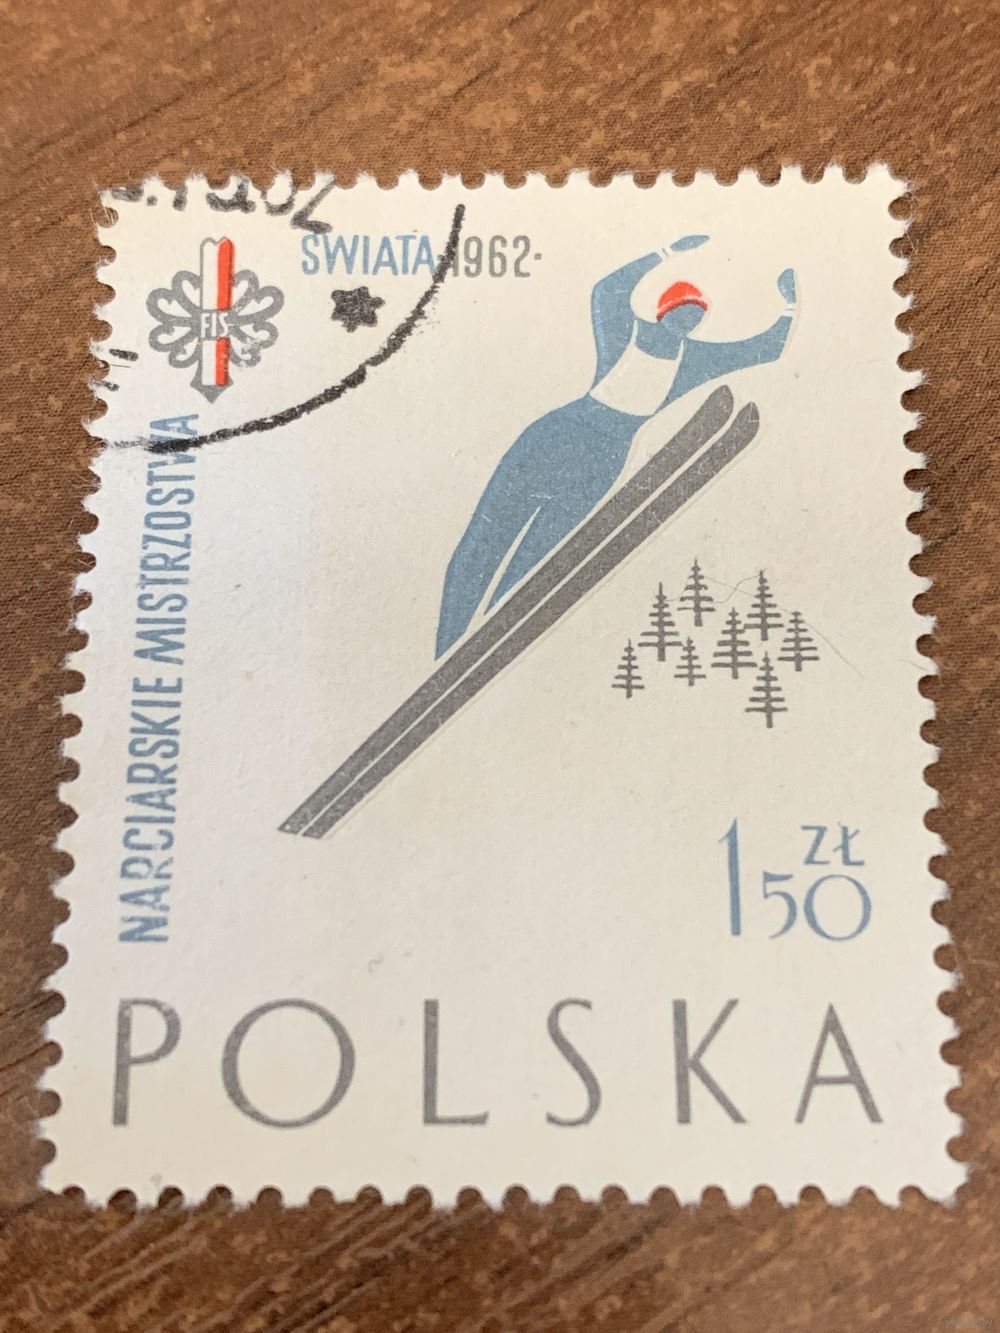 ŚWIATA·1962·
FIS
NARCIARSKIE MISTRZOSTWA
1 50 ZŁ
POLSKA